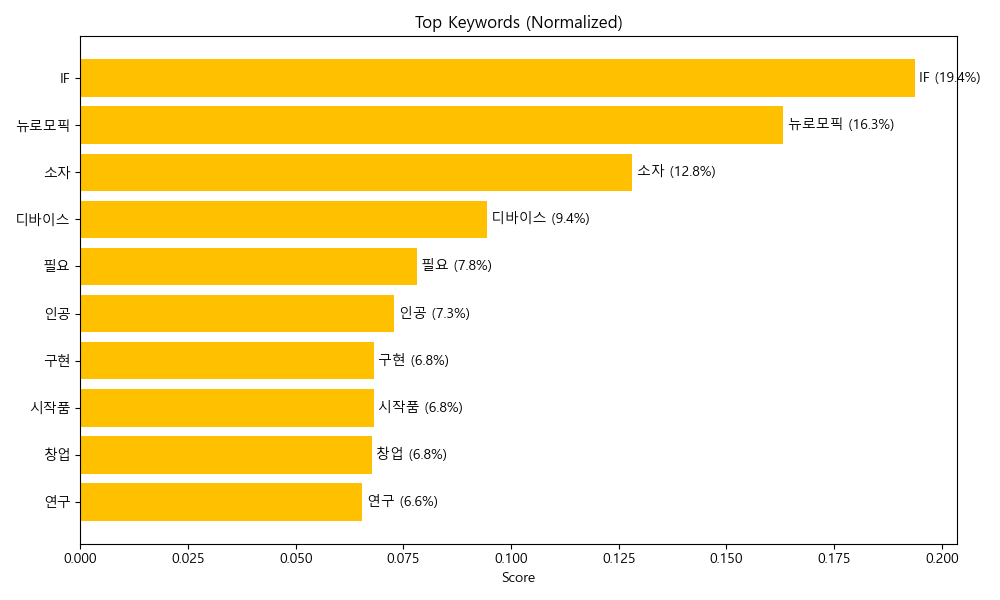 Top Keywords (Normalized)
IF IF (19.4%)
뉴로모픽 뉴로모픽 (16.3%)
소자 소자 (12.8%)
디바이스 디바이스 (9.4%)
필요 필요 (7.8%)
인공 인공 (7.3%)
구현 구현 (6.8%)
시작품 시작품 (6.8%)
창업 창업 (6.8%)
연구 연구 (6.6%)
0.000 0.025 0.050 0.075 0.100 0.125 0.150 0.175 0.200
Score